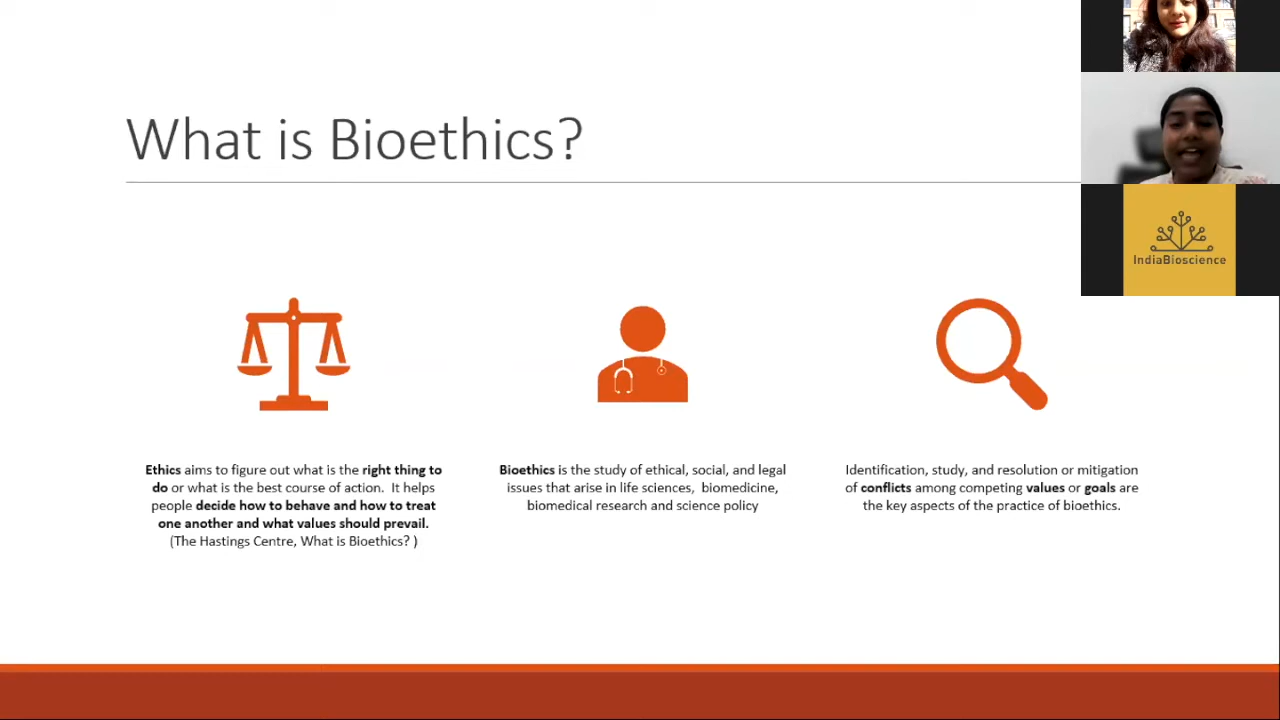 What is Bioethics?
IndiaBioscience
Ethics aims to figure out what is the right thing to
do or what is the best course of action. It helps
people decide how to behave and how to treat
one another and what values should prevail.
(The Hastings Centre, What is Bioethics? )
Bioethics is the study of ethical, social, and legal
issues that arise in life sciences, biomedicine,
biomedical research and science policy
Identification, study, and resolution or mitigation
of conflicts among competing values or goals are
the key aspects of the practice of bioethics.